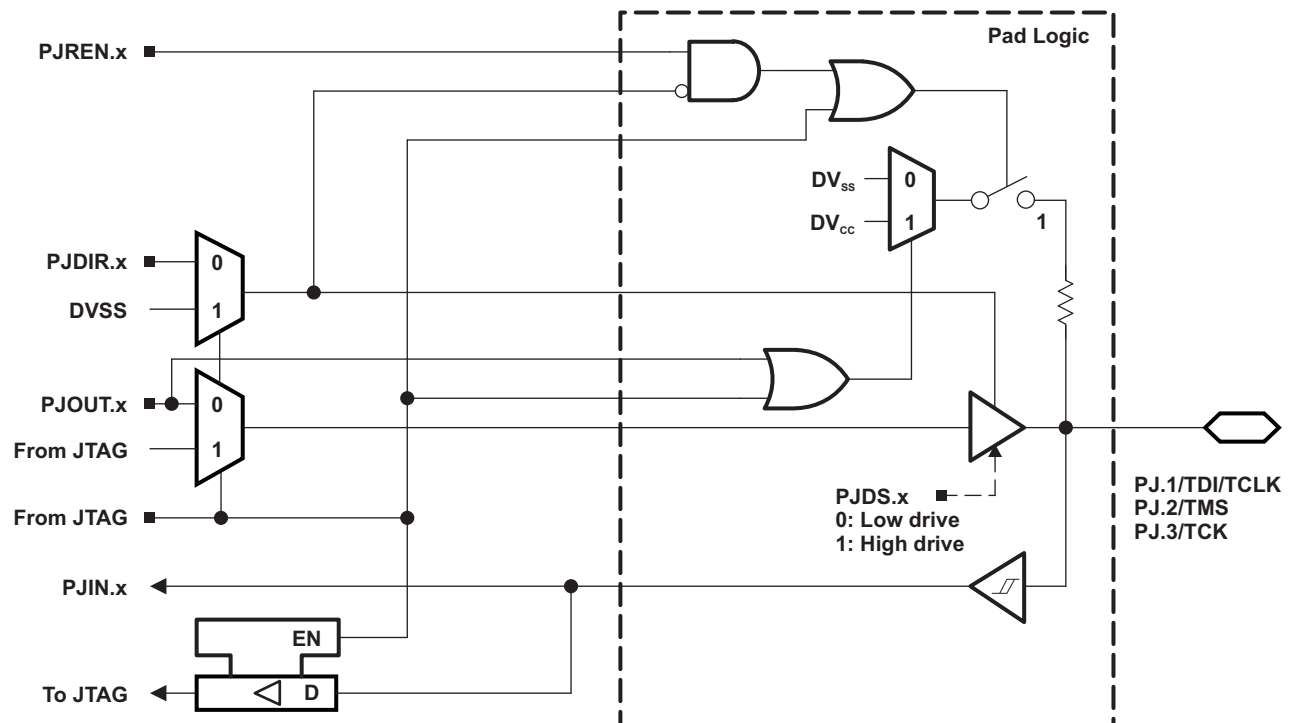 Pad Logic
PJREN.x
DVSS
0
DVCC
1
1
PJDIR.x
0
DVSS
1
PJOUT.x
0
From JTAG
1
From JTAG
PJDS.x
0: Low drive
1: High drive
PJ.1/TDI/TCLK
PJ.2/TMS
PJ.3/TCK
PJIN.x
EN
To JTAG
D